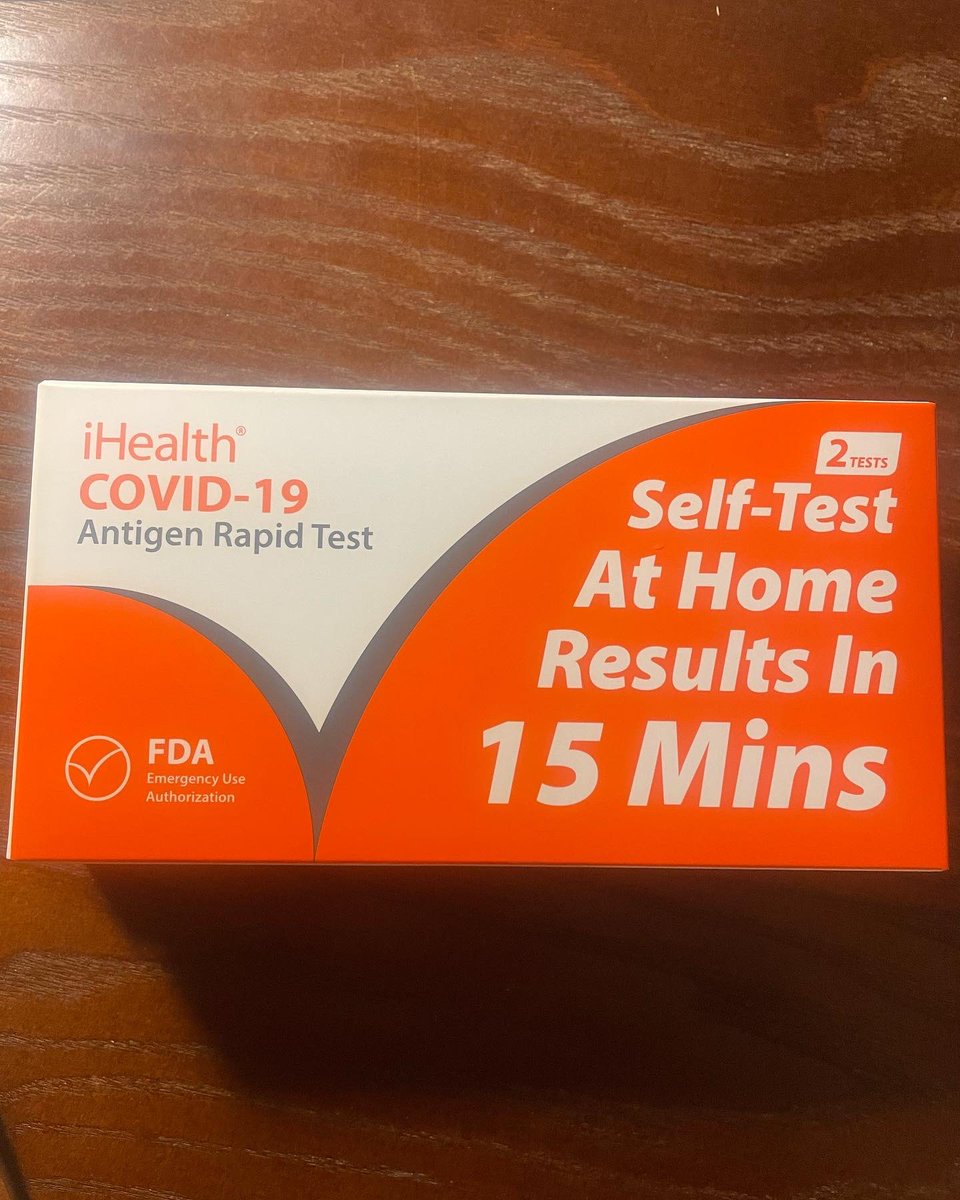 iHealth®
COVID-19
Antigen Rapid Test
2 TESTS
Self-Test
At Home
Results In
15 Mins
FDA
Emergency Use
Authorization